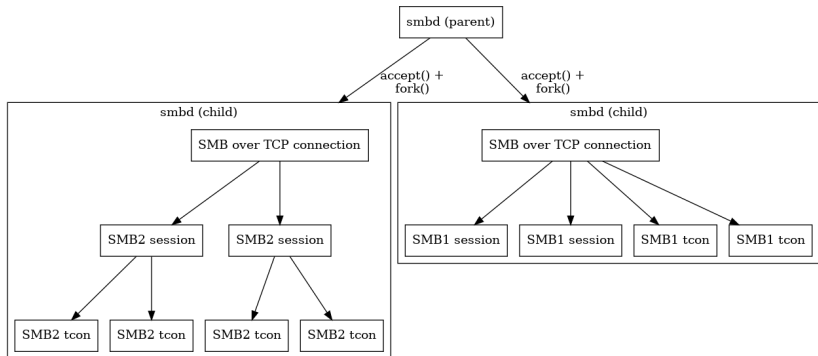 smbd (parent)
accept() +
fork()
accept() +
fork()
smbd (child)
SMB over TCP connection
SMB2 session
SMB2 session
SMB2 tcon
SMB2 tcon
SMB2 tcon
SMB2 tcon
smbd (child)
SMB over TCP connection
SMB1 session
SMB1 session
SMB1 tcon
SMB1 tcon